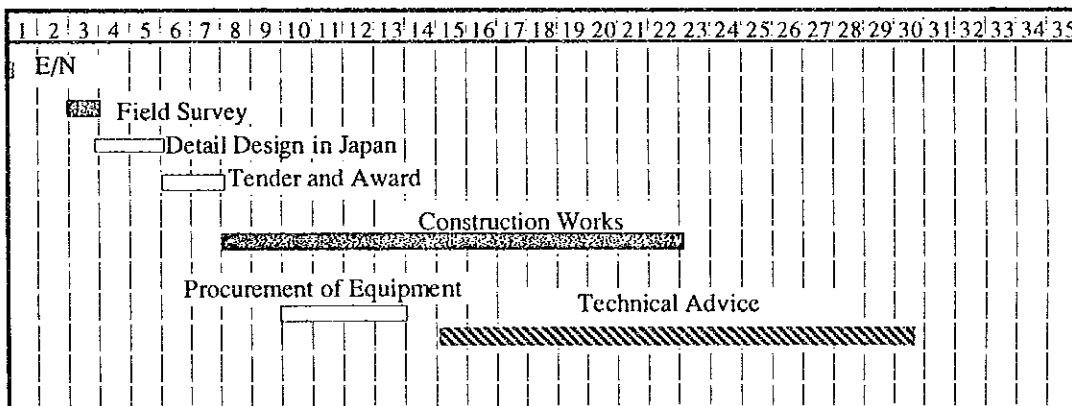 1 2 3 4 5 6 7 8 9 10 11 12 13 14 15 16 17 18 19 20 21 22 23 24 25 26 27 28 29 30 31 32 33 34 35
E/N
Field Survey
Detail Design in Japan
Tender and Award
Construction Works
Procurement of Equipment
Technical Advice